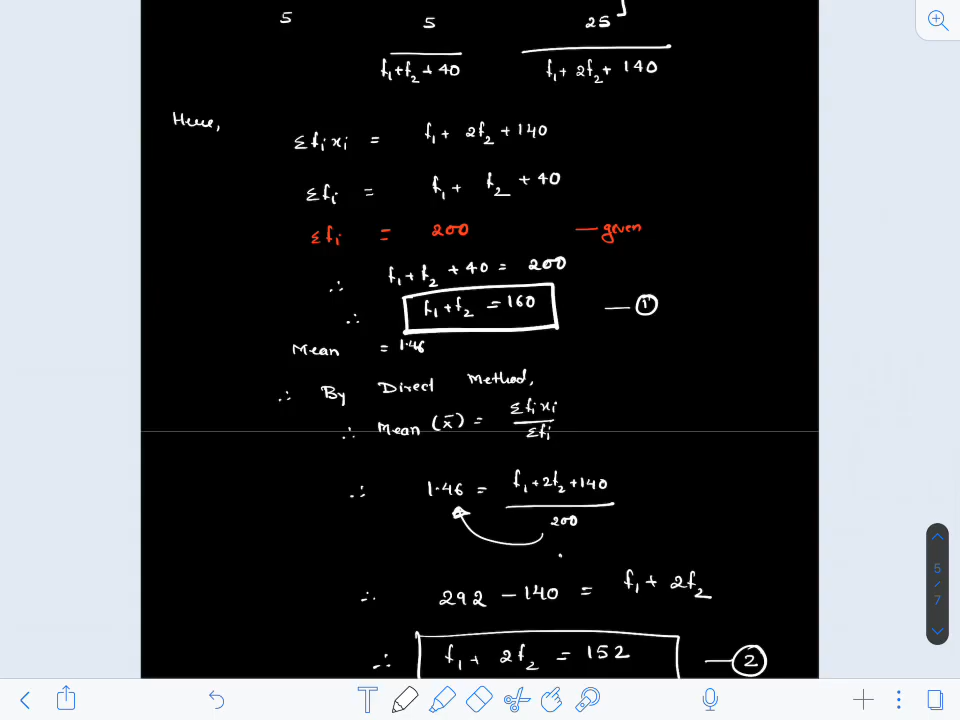 5 5 25
f₁+f₂+40 f₁+2f₂+140
Here,
Σfᵢxᵢ = f₁+ 2f₂+140
Σfᵢ = f₁+ f₂ +40
Σfᵢ = 200 — given
∴ f₁+f₂ +40 = 200
∴ f₁+f₂ =160 — ①
Mean = 1.46
∴ By Direct Method,
∴ Mean (x̄) = Σfᵢxᵢ / Σfᵢ
∴ 1.46 = f₁+2f₂+140 / 200
∴ 292 - 140 = f₁+ 2f₂
∴ f₁+ 2f₂ = 152 — ②
5 / 7